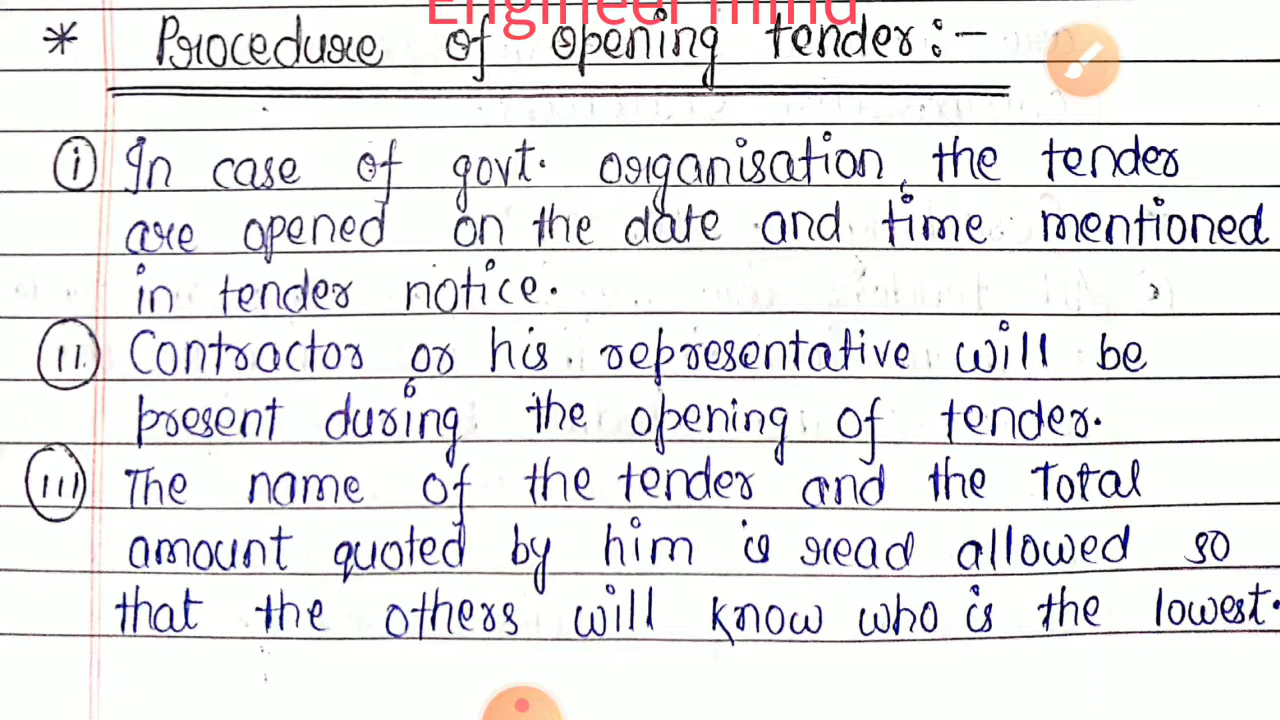 Engineer mind
* Procedure of opening tender:-
(i) In case of govt. organisation, the tender
are opened on the date and time mentioned
in tender notice.
(ii) Contractor or his representative will be
present during the opening of tender.
(iii) The name of the tender and the total
amount quoted by him is read allowed so
that the others will know who is the lowest.